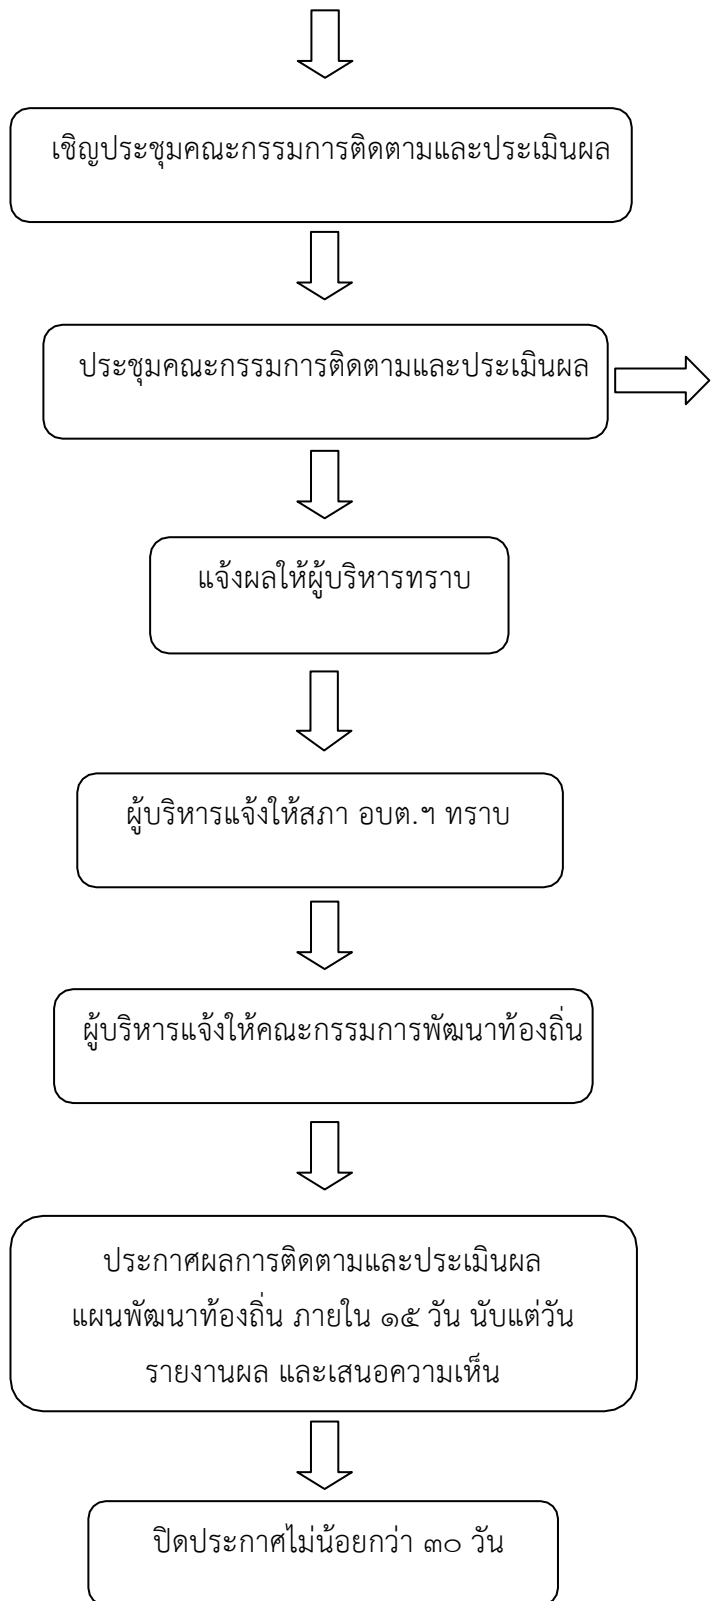 เชิญประชุมคณะกรรมการติดตามและประเมินผล
ประชุมคณะกรรมการติดตามและประเมินผล
แจ้งผลให้ผู้บริหารทราบ
ผู้บริหารแจ้งให้สภา อบต.ฯ ทราบ
ผู้บริหารแจ้งให้คณะกรรมการพัฒนาท้องถิ่น
ประกาศผลการติดตามและประเมินผล
แผนพัฒนาท้องถิ่น ภายใน ๑๕ วัน นับแต่วัน
รายงานผล และเสนอความเห็น
ปิดประกาศไม่น้อยกว่า ๓๐ วัน